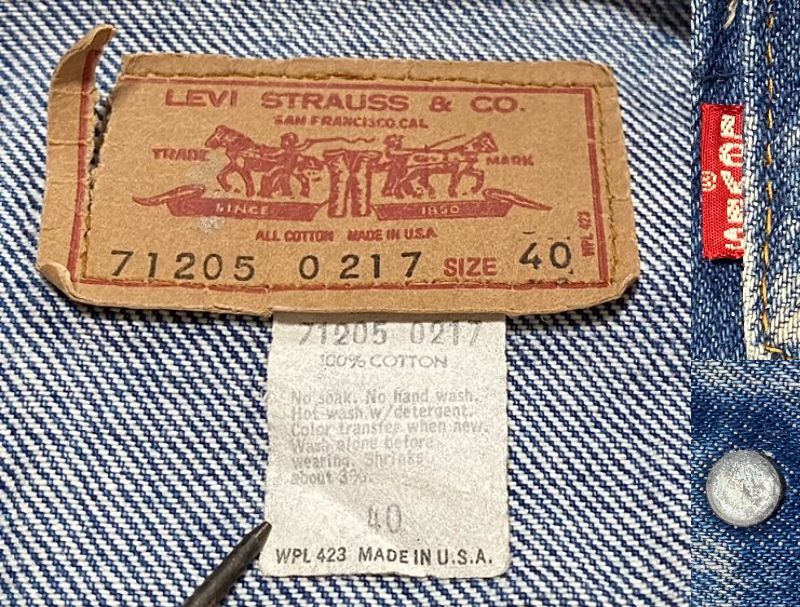 LEVI STRAUSS & CO.
SAN FRANCISCO, CAL
TRADE MARK
SINCE 1850
ALL COTTON MADE IN U.S.A
WPL 423
71205 0217 SIZE 40
71205 0217
100% COTTON
No soak. No hand wash.
Hot wash w/detergent.
Color transfer when new.
Wash alone before
wearing. Shrinks
about 3%.
40
WPL 423 MADE IN U.S.A.
LEVI'S
®